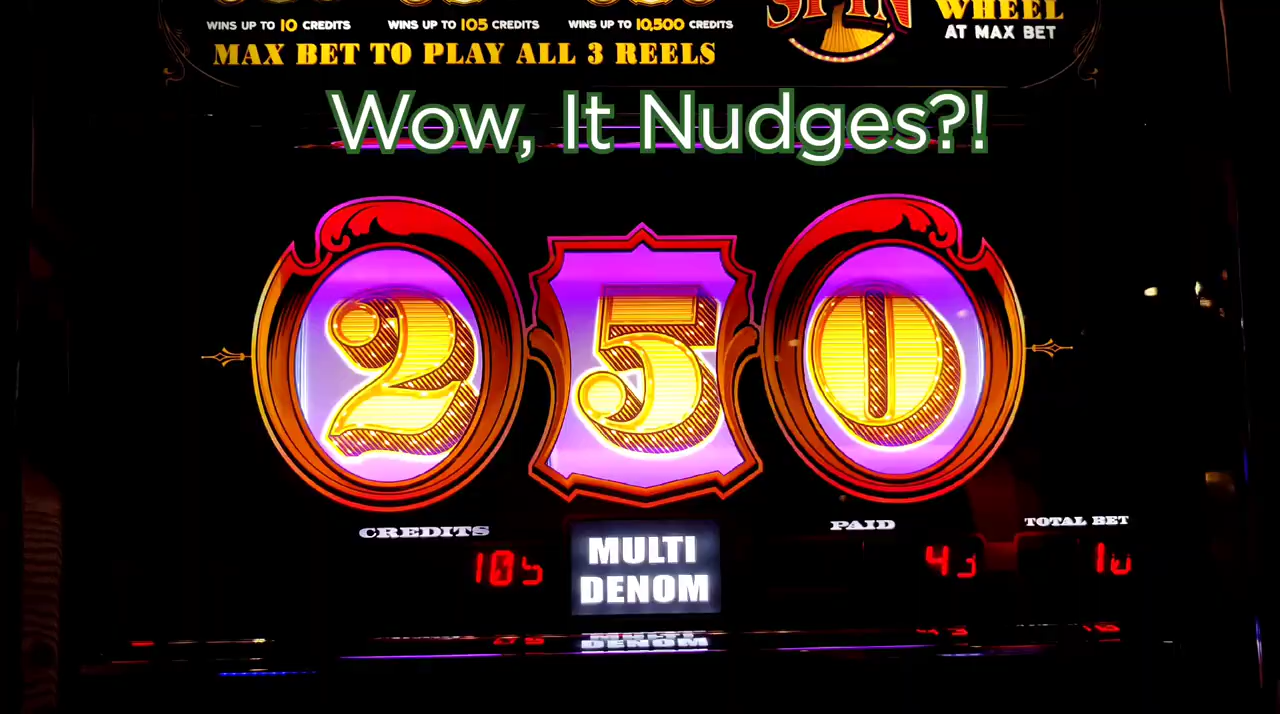 WINS UP TO 10 CREDITS WINS UP TO 105 CREDITS WINS UP TO 10,500 CREDITS
MAX BET TO PLAY ALL 3 REELS
SPIN
WHEEL
AT MAX BET
Wow, It Nudges?!
2 5 0
CREDITS PAID TOTAL BET
105 43 10
MULTI
DENOM